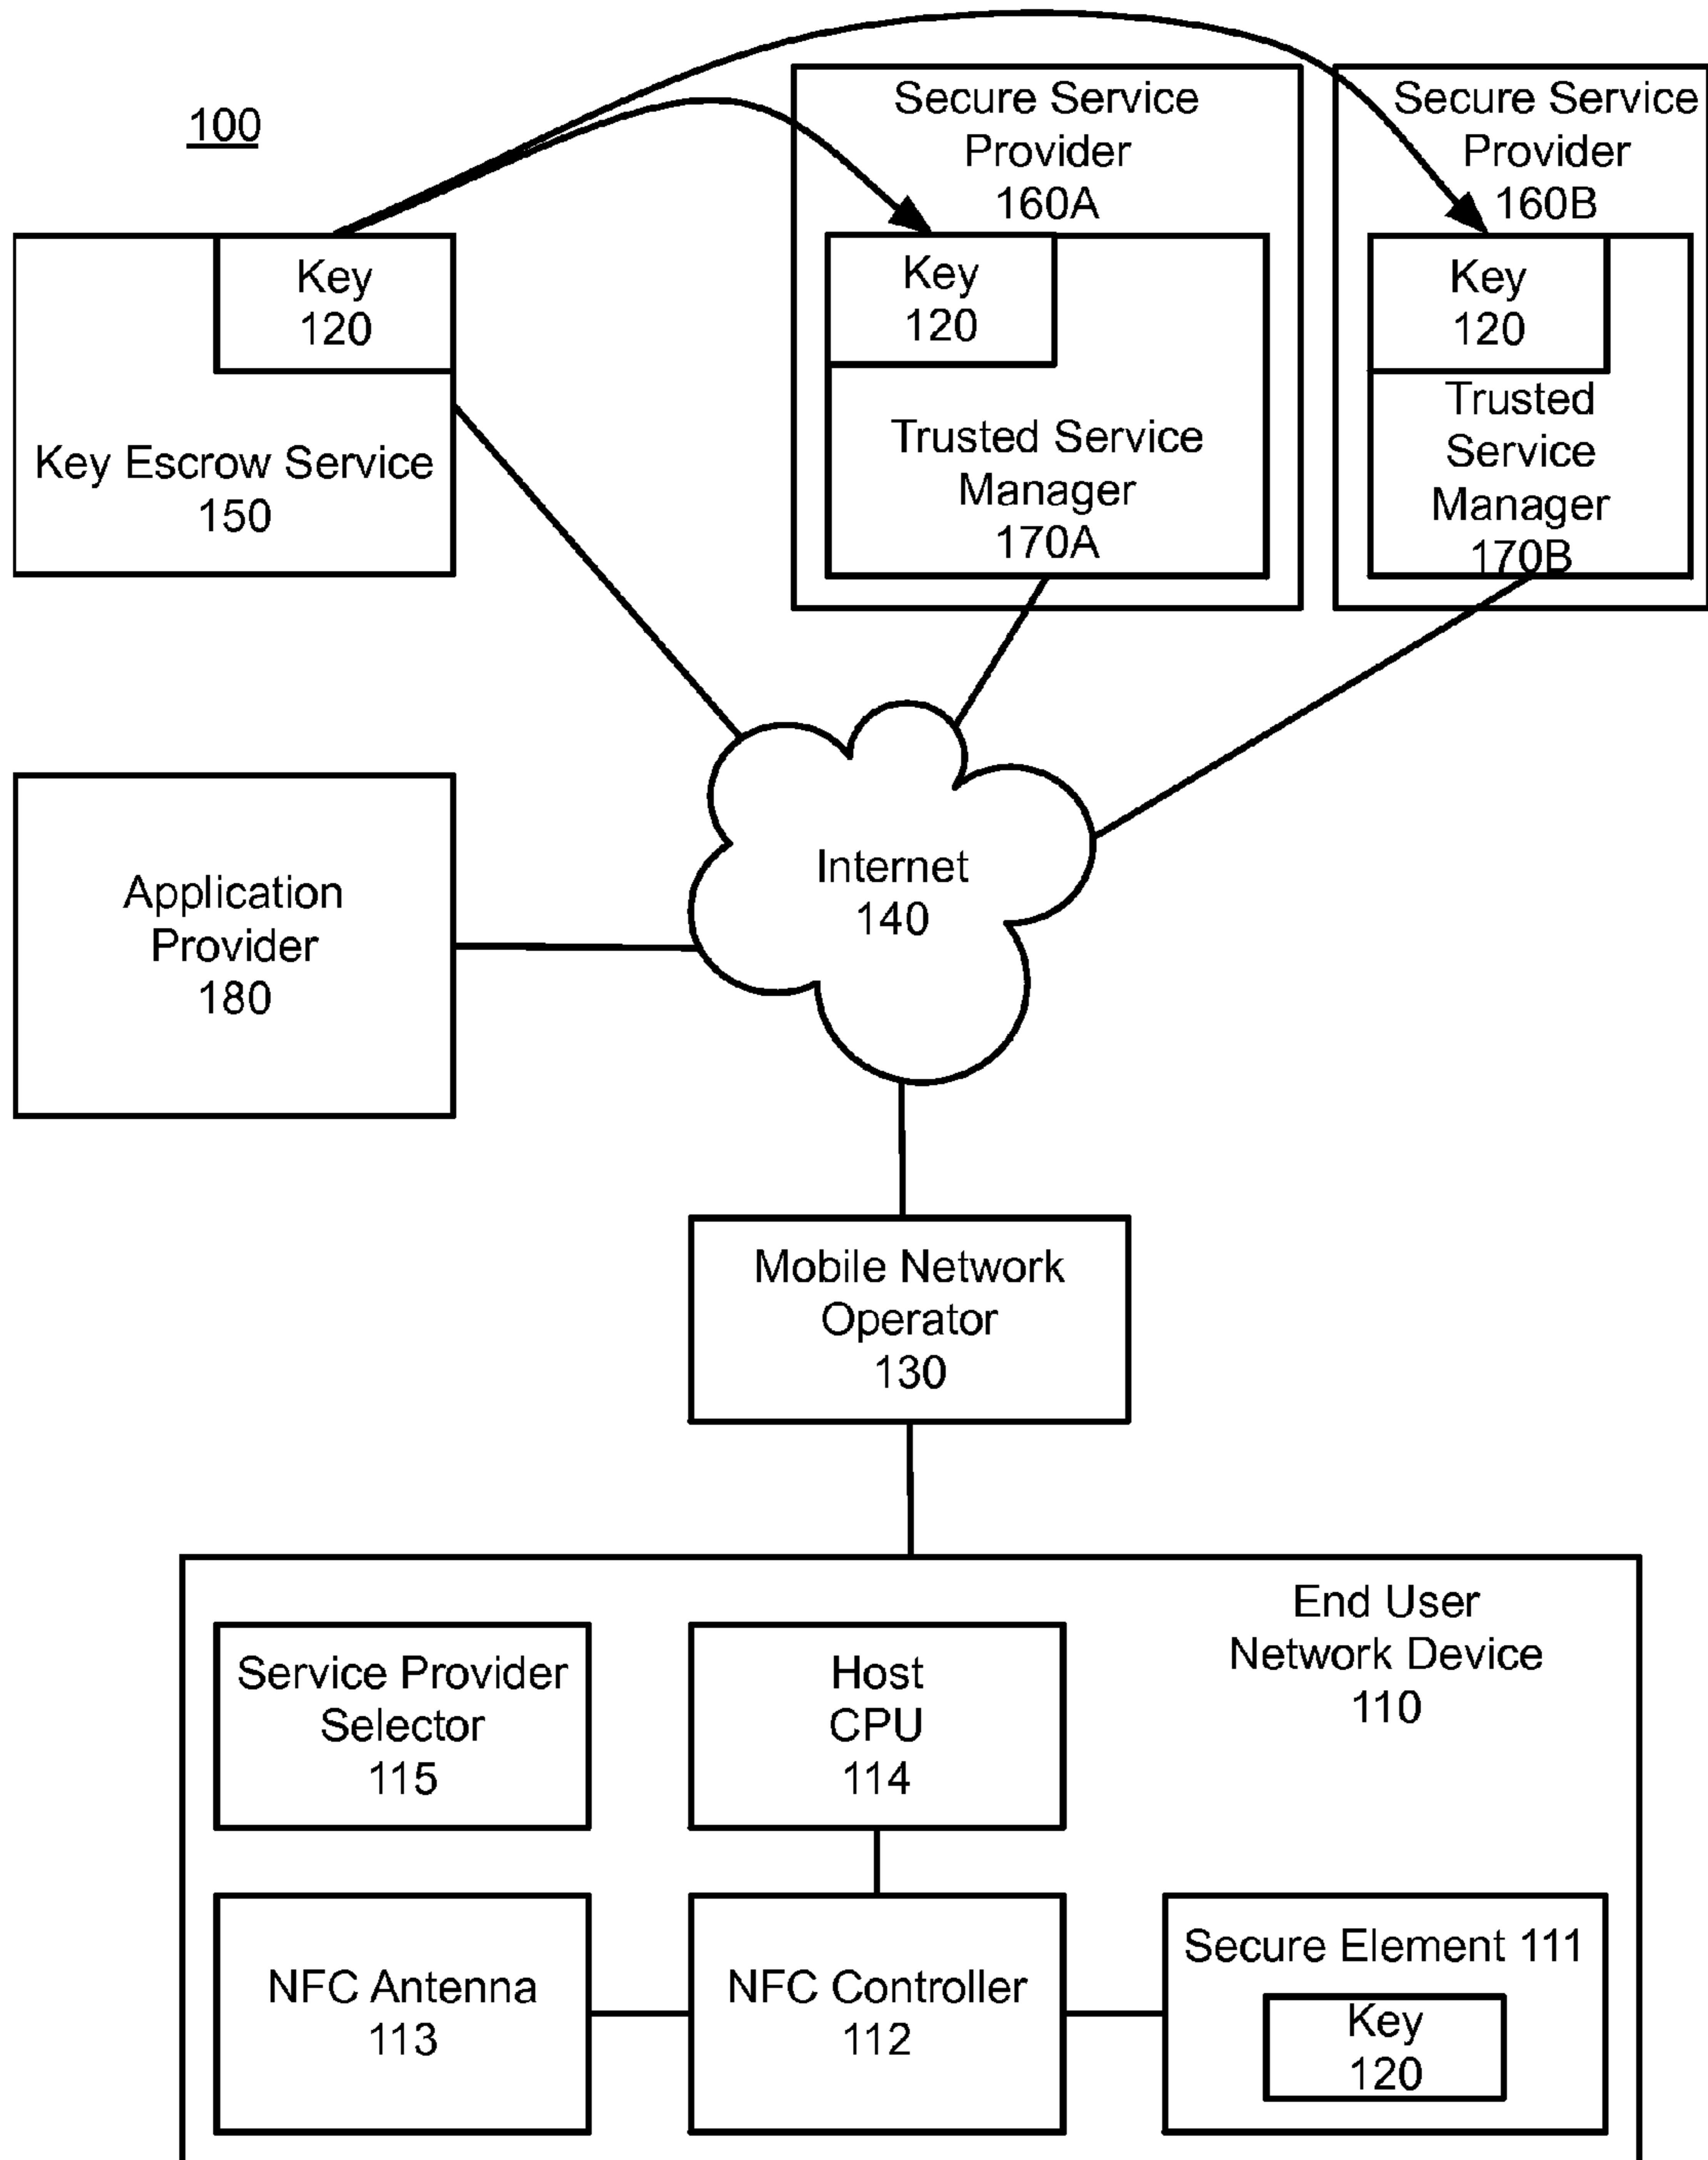 100
Secure Service
Provider
160A
Secure Service
Provider
160B
Key
120
Key Escrow Service
150
Key
120
Trusted Service
Manager
170A
Key
120
Trusted
Service
Manager
170B
Application
Provider
180
Internet
140
Mobile Network
Operator
130
End User
Network Device
110
Service Provider
Selector
115
Host
CPU
114
NFC Antenna
113
NFC Controller
112
Secure Element 111
Key
120